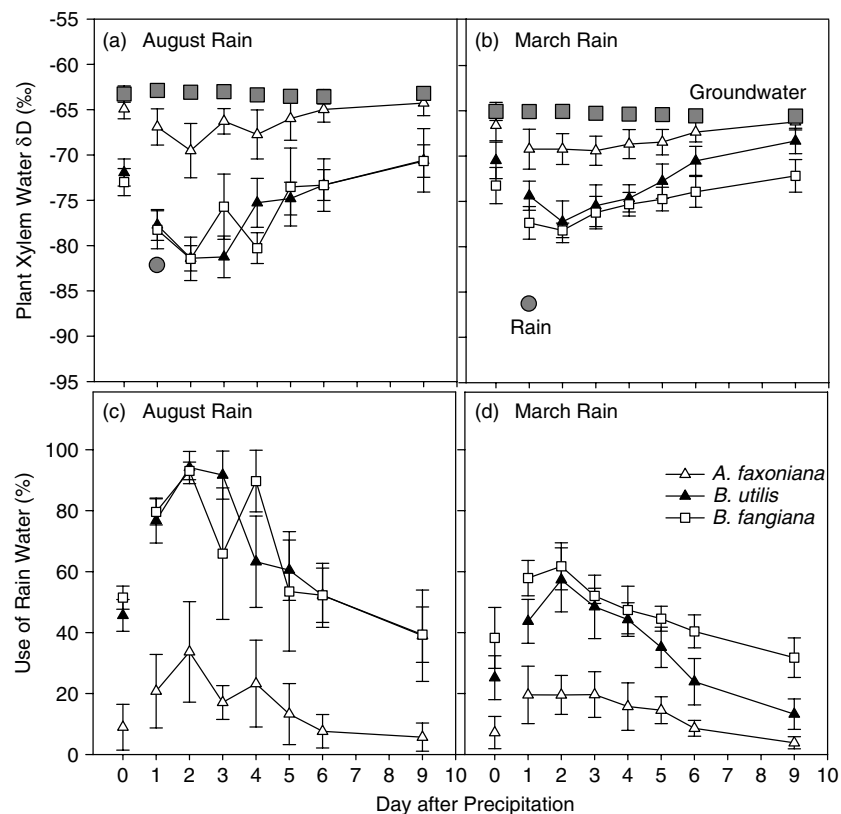 (a) August Rain
(b) March Rain
-55
-60
-65
-70
-75
-80
-85
-90
-95
Plant Xylem Water δD (‰)
Groundwater
Rain
(c) August Rain
(d) March Rain
100
80
60
40
20
0
Use of Rain Water (%)
A. faxoniana
B. utilis
B. fangiana
0 1 2 3 4 5 6 7 8 9 10
0 1 2 3 4 5 6 7 8 9 10
Day after Precipitation